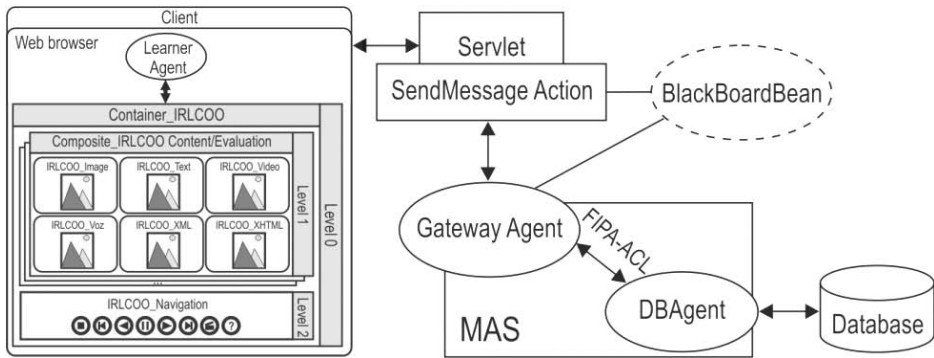 Client
Web browser
Learner
Agent
Container_IRLCOO
Composite_IRLCOO Content/Evaluation
IRLCOO_Image
IRLCOO_Text
IRLCOO_Video
IRLCOO_Voz
IRLCOO_XML
IRLCOO_XHTML
...
Level 1
Level 0
IRLCOO_Navigation
?
Level 2
Servlet
SendMessage Action
BlackBoardBean
Gateway Agent
FIPA-ACL
DBAgent
MAS
Database